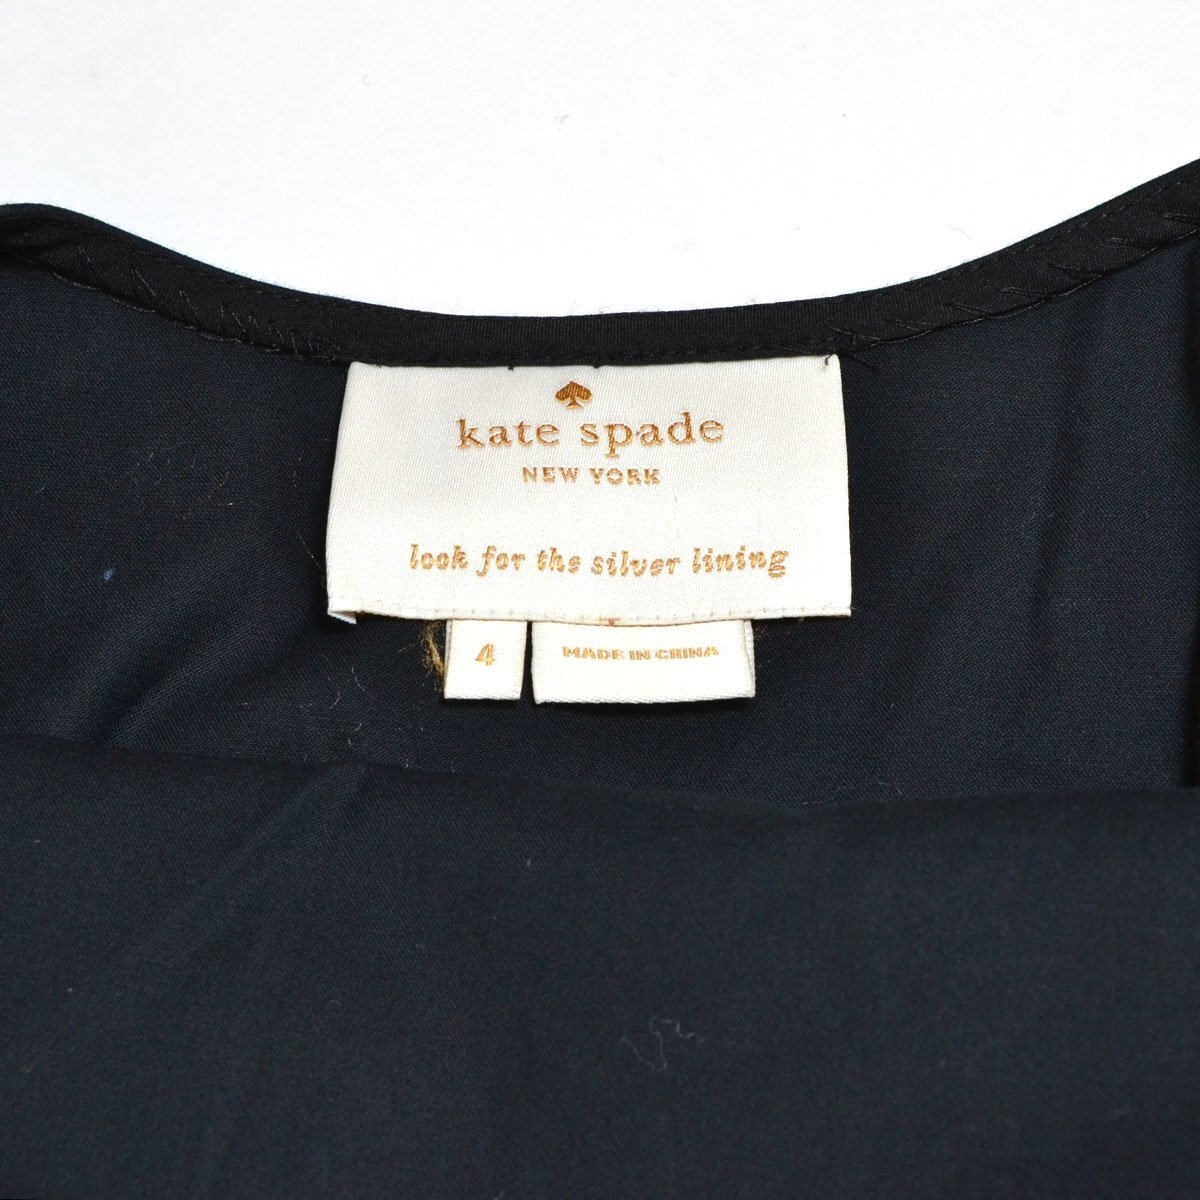 kate spade
NEW YORK
look for the silver lining
4
MADE IN CHINA